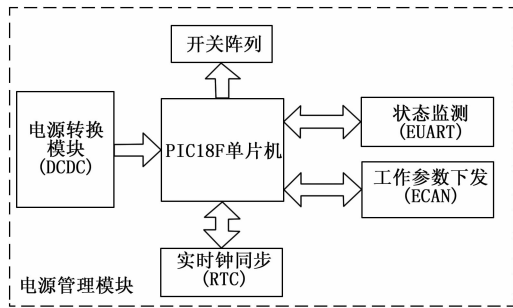 开关阵列
电源转换
模块
(DCDC)
PIC18F单片机
状态监测
(EUART)
工作参数下发
(ECAN)
实时钟同步
(RTC)
电源管理模块